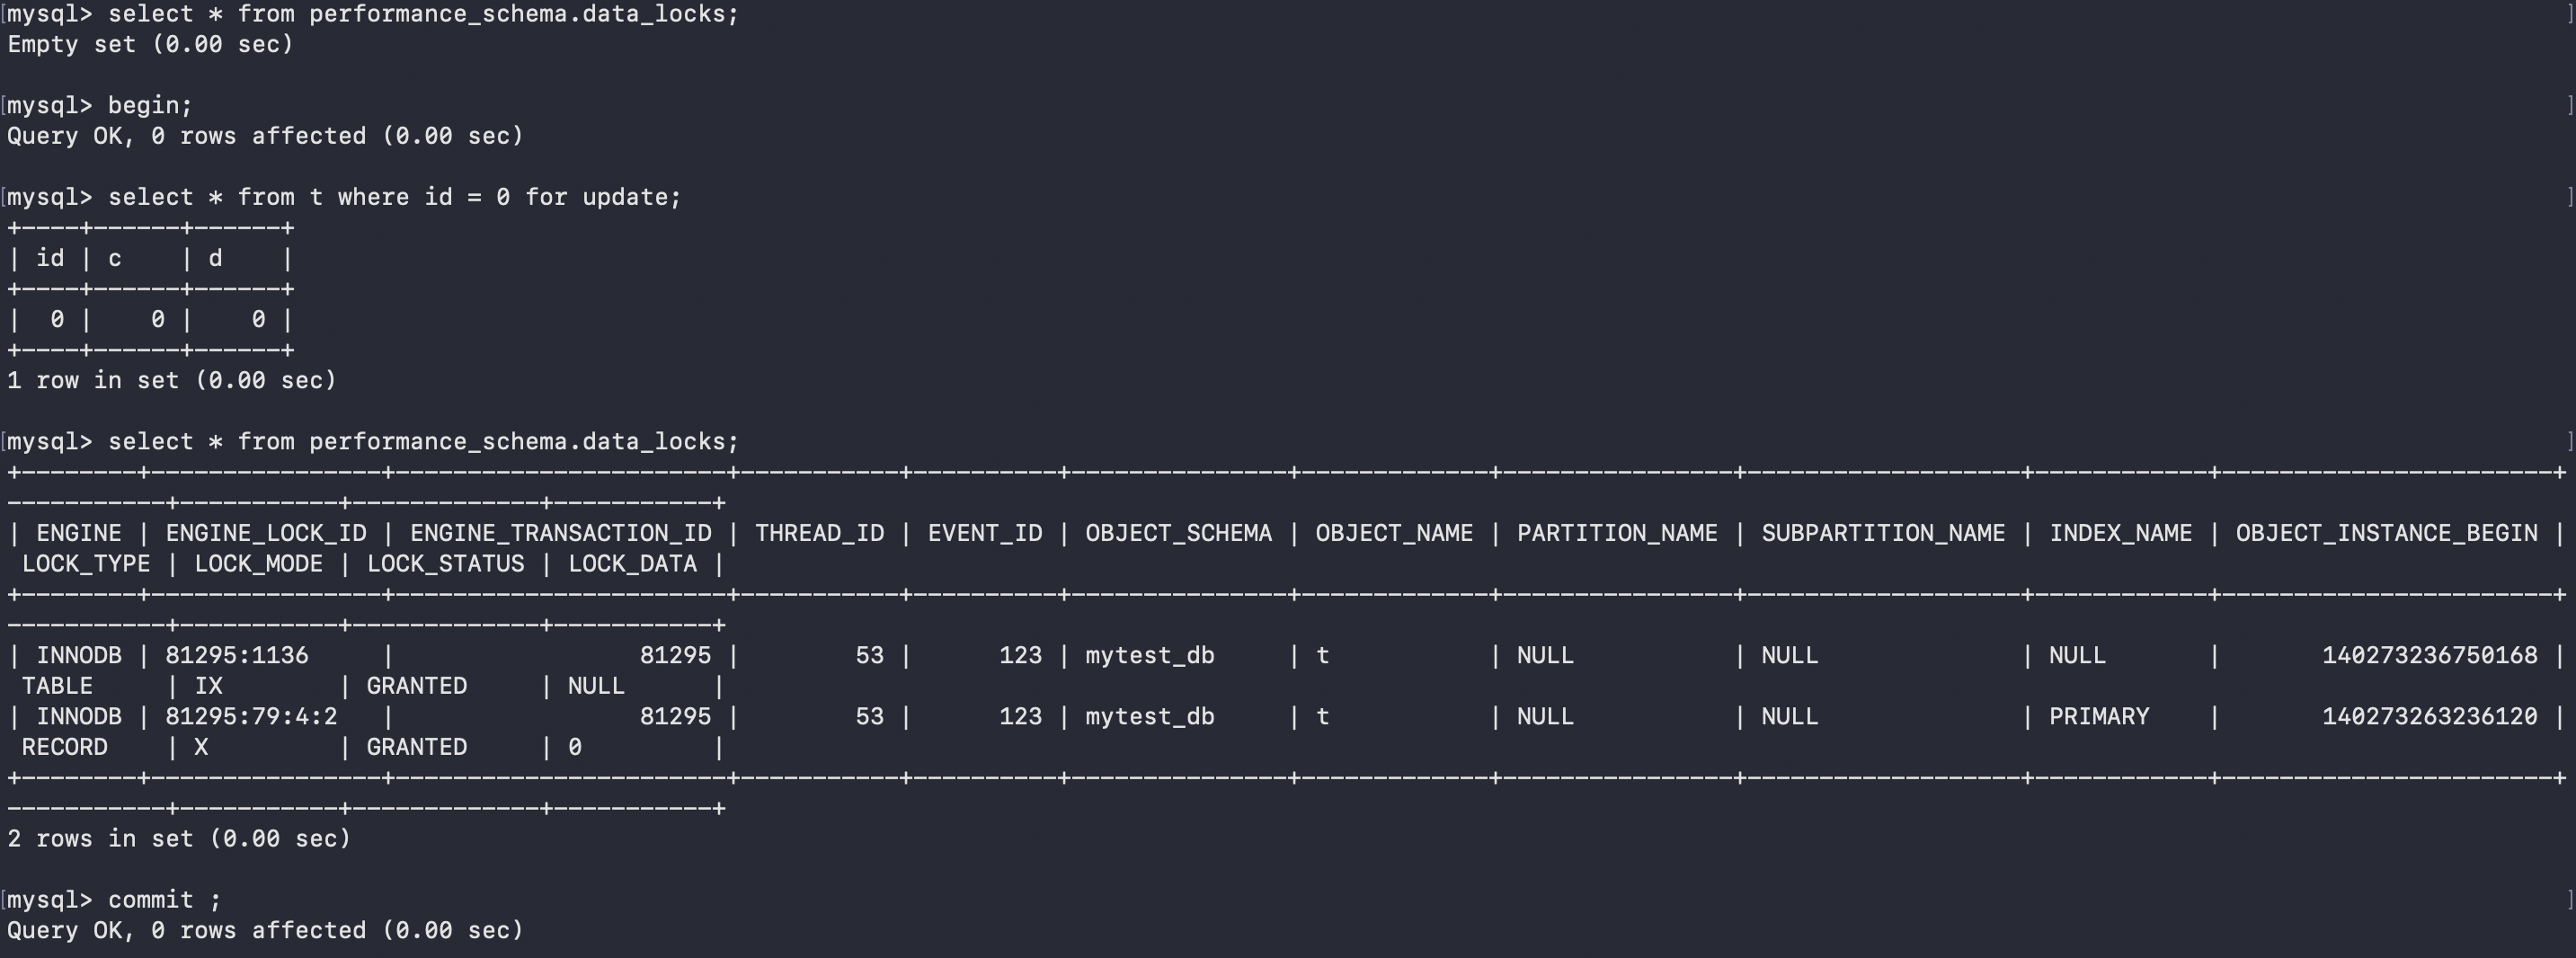 [mysql> select * from performance_schema.data_locks; ]
Empty set (0.00 sec)
[mysql> begin; ]
Query OK, 0 rows affected (0.00 sec)
[mysql> select * from t where id = 0 for update; ]
+----+------+------+
| id | c    | d    |
+----+------+------+
|  0 |    0 |    0 |
+----+------+------+
1 row in set (0.00 sec)
[mysql> select * from performance_schema.data_locks; ]
+--------+----------------+-----------------------+-----------+----------+---------------+-------------+----------------+-------------------+------------+-----------------------+
-----------+-----------+-------------+-----------+
| ENGINE | ENGINE_LOCK_ID | ENGINE_TRANSACTION_ID | THREAD_ID | EVENT_ID | OBJECT_SCHEMA | OBJECT_NAME | PARTITION_NAME | SUBPARTITION_NAME | INDEX_NAME | OBJECT_INSTANCE_BEGIN |
 LOCK_TYPE | LOCK_MODE | LOCK_STATUS | LOCK_DATA |
+--------+----------------+-----------------------+-----------+----------+---------------+-------------+----------------+-------------------+------------+-----------------------+
-----------+-----------+-------------+-----------+
| INNODB | 81295:1136     |                 81295 |        53 |      123 | mytest_db     | t           | NULL           | NULL              | NULL       |       140273236750168 |
 TABLE     | IX        | GRANTED     | NULL      |
| INNODB | 81295:79:4:2   |                 81295 |        53 |      123 | mytest_db     | t           | NULL           | NULL              | PRIMARY    |       140273263236120 |
 RECORD    | X         | GRANTED     | 0         |
+--------+----------------+-----------------------+-----------+----------+---------------+-------------+----------------+-------------------+------------+-----------------------+
-----------+-----------+-------------+-----------+
2 rows in set (0.00 sec)
[mysql> commit ; ]
Query OK, 0 rows affected (0.00 sec)